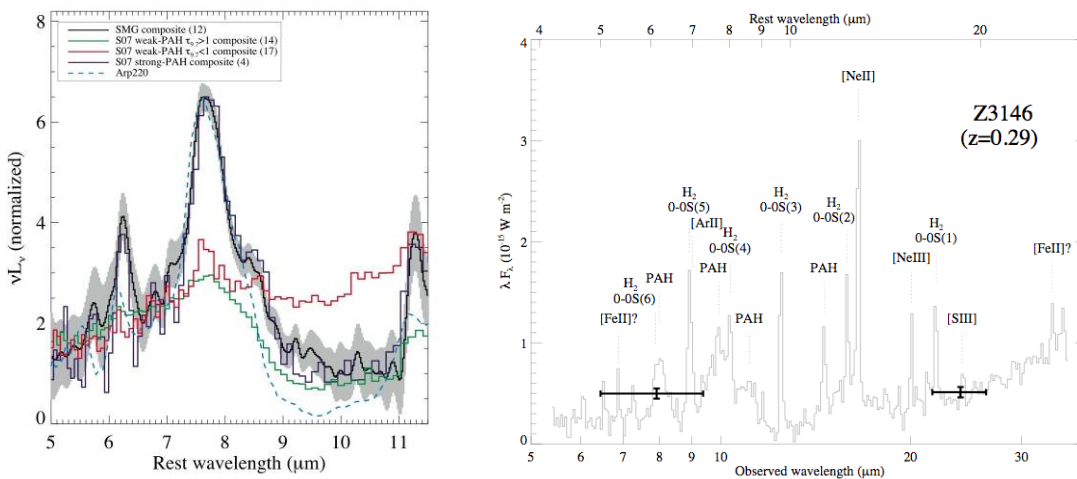 8
6
4
2
0
νLν (normalized)
SMG composite (12)
S07 weak-PAH τ9.7>1 composite (14)
S07 weak-PAH τ9.7<1 composite (17)
S07 strong-PAH composite (4)
Arp220
5 6 7 8 9 10 11
Rest wavelength (μm)
Rest wavelength (μm)
4 5 6 7 8 9 10 20
4
3
2
1
0
λ Fλ (10⁻¹⁵ W m⁻²)
Z3146
(z=0.29)
[NeII]
H2
0-0S(5)
[ArII]
H2
0-0S(4)
H2
0-0S(3)
H2
0-0S(2)
H2
0-0S(1)
[NeIII]
[FeII]?
PAH
PAH
PAH
H2
0-0S(6)
[FeII]?
PAH
[SIII]
5 6 7 8 9 10 20 30
Observed wavelength (μm)